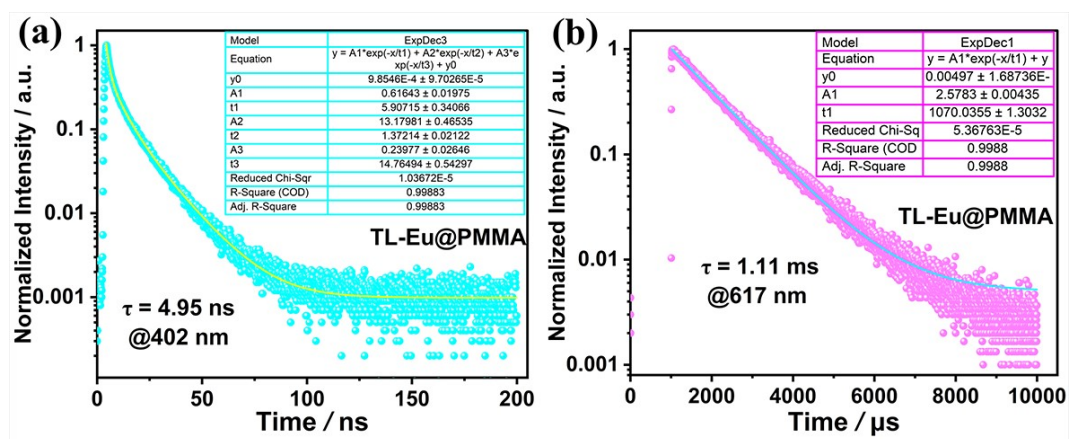 (a)
Normalized Intensity / a.u.
1
0.1
0.01
0.001
Model ExpDec3
Equation y = A1*exp(-x/t1) + A2*exp(-x/t2) + A3*e
xp(-x/t3) + y0
y0 9.8546E-4 ± 9.70265E-5
A1 0.61643 ± 0.01975
t1 5.90715 ± 0.34066
A2 13.17981 ± 0.46535
t2 1.37214 ± 0.02122
A3 0.23977 ± 0.02646
t3 14.76494 ± 0.54297
Reduced Chi-Sqr 1.03672E-5
R-Square (COD) 0.99883
Adj. R-Square 0.99883
TL-Eu@PMMA
τ = 4.95 ns
@402 nm
0 50 100 150 200
Time / ns
(b)
Normalized Intensity / a.u.
1
0.1
0.01
0.001
Model ExpDec1
Equation y = A1*exp(-x/t1) + y
y0 0.00497 ± 1.68736E-
A1 2.5783 ± 0.00435
t1 1070.0355 ± 1.3032
Reduced Chi-Sq 5.36763E-5
R-Square (COD 0.9988
Adj. R-Square 0.9988
TL-Eu@PMMA
τ = 1.11 ms
@617 nm
0 2000 4000 6000 8000 10000
Time / μs